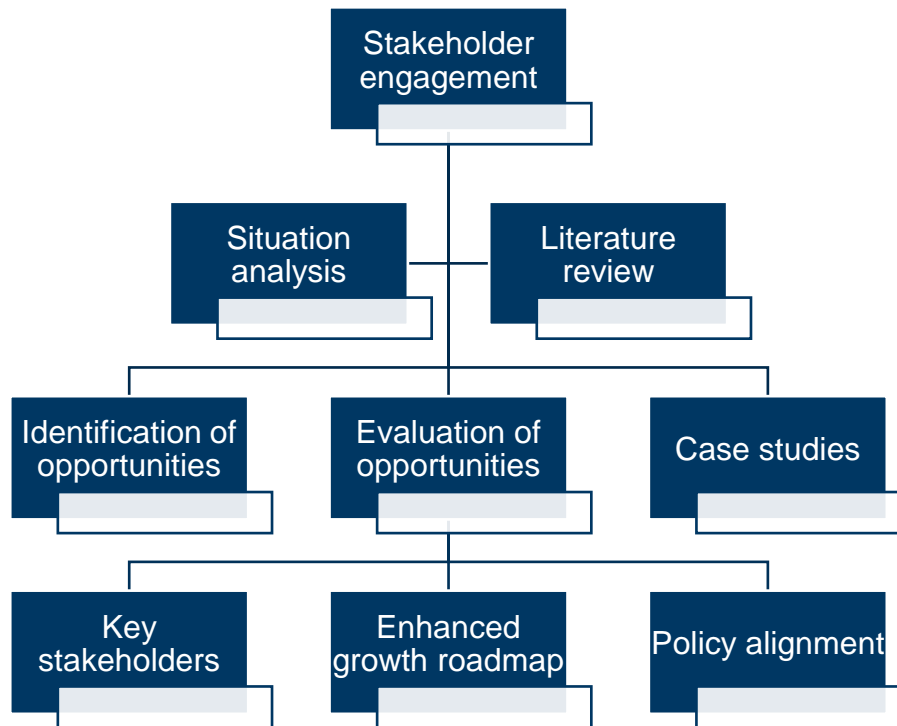 Stakeholder
engagement
Situation
analysis
Literature
review
Identification of
opportunities
Evaluation of
opportunities
Case studies
Key
stakeholders
Enhanced
growth roadmap
Policy alignment